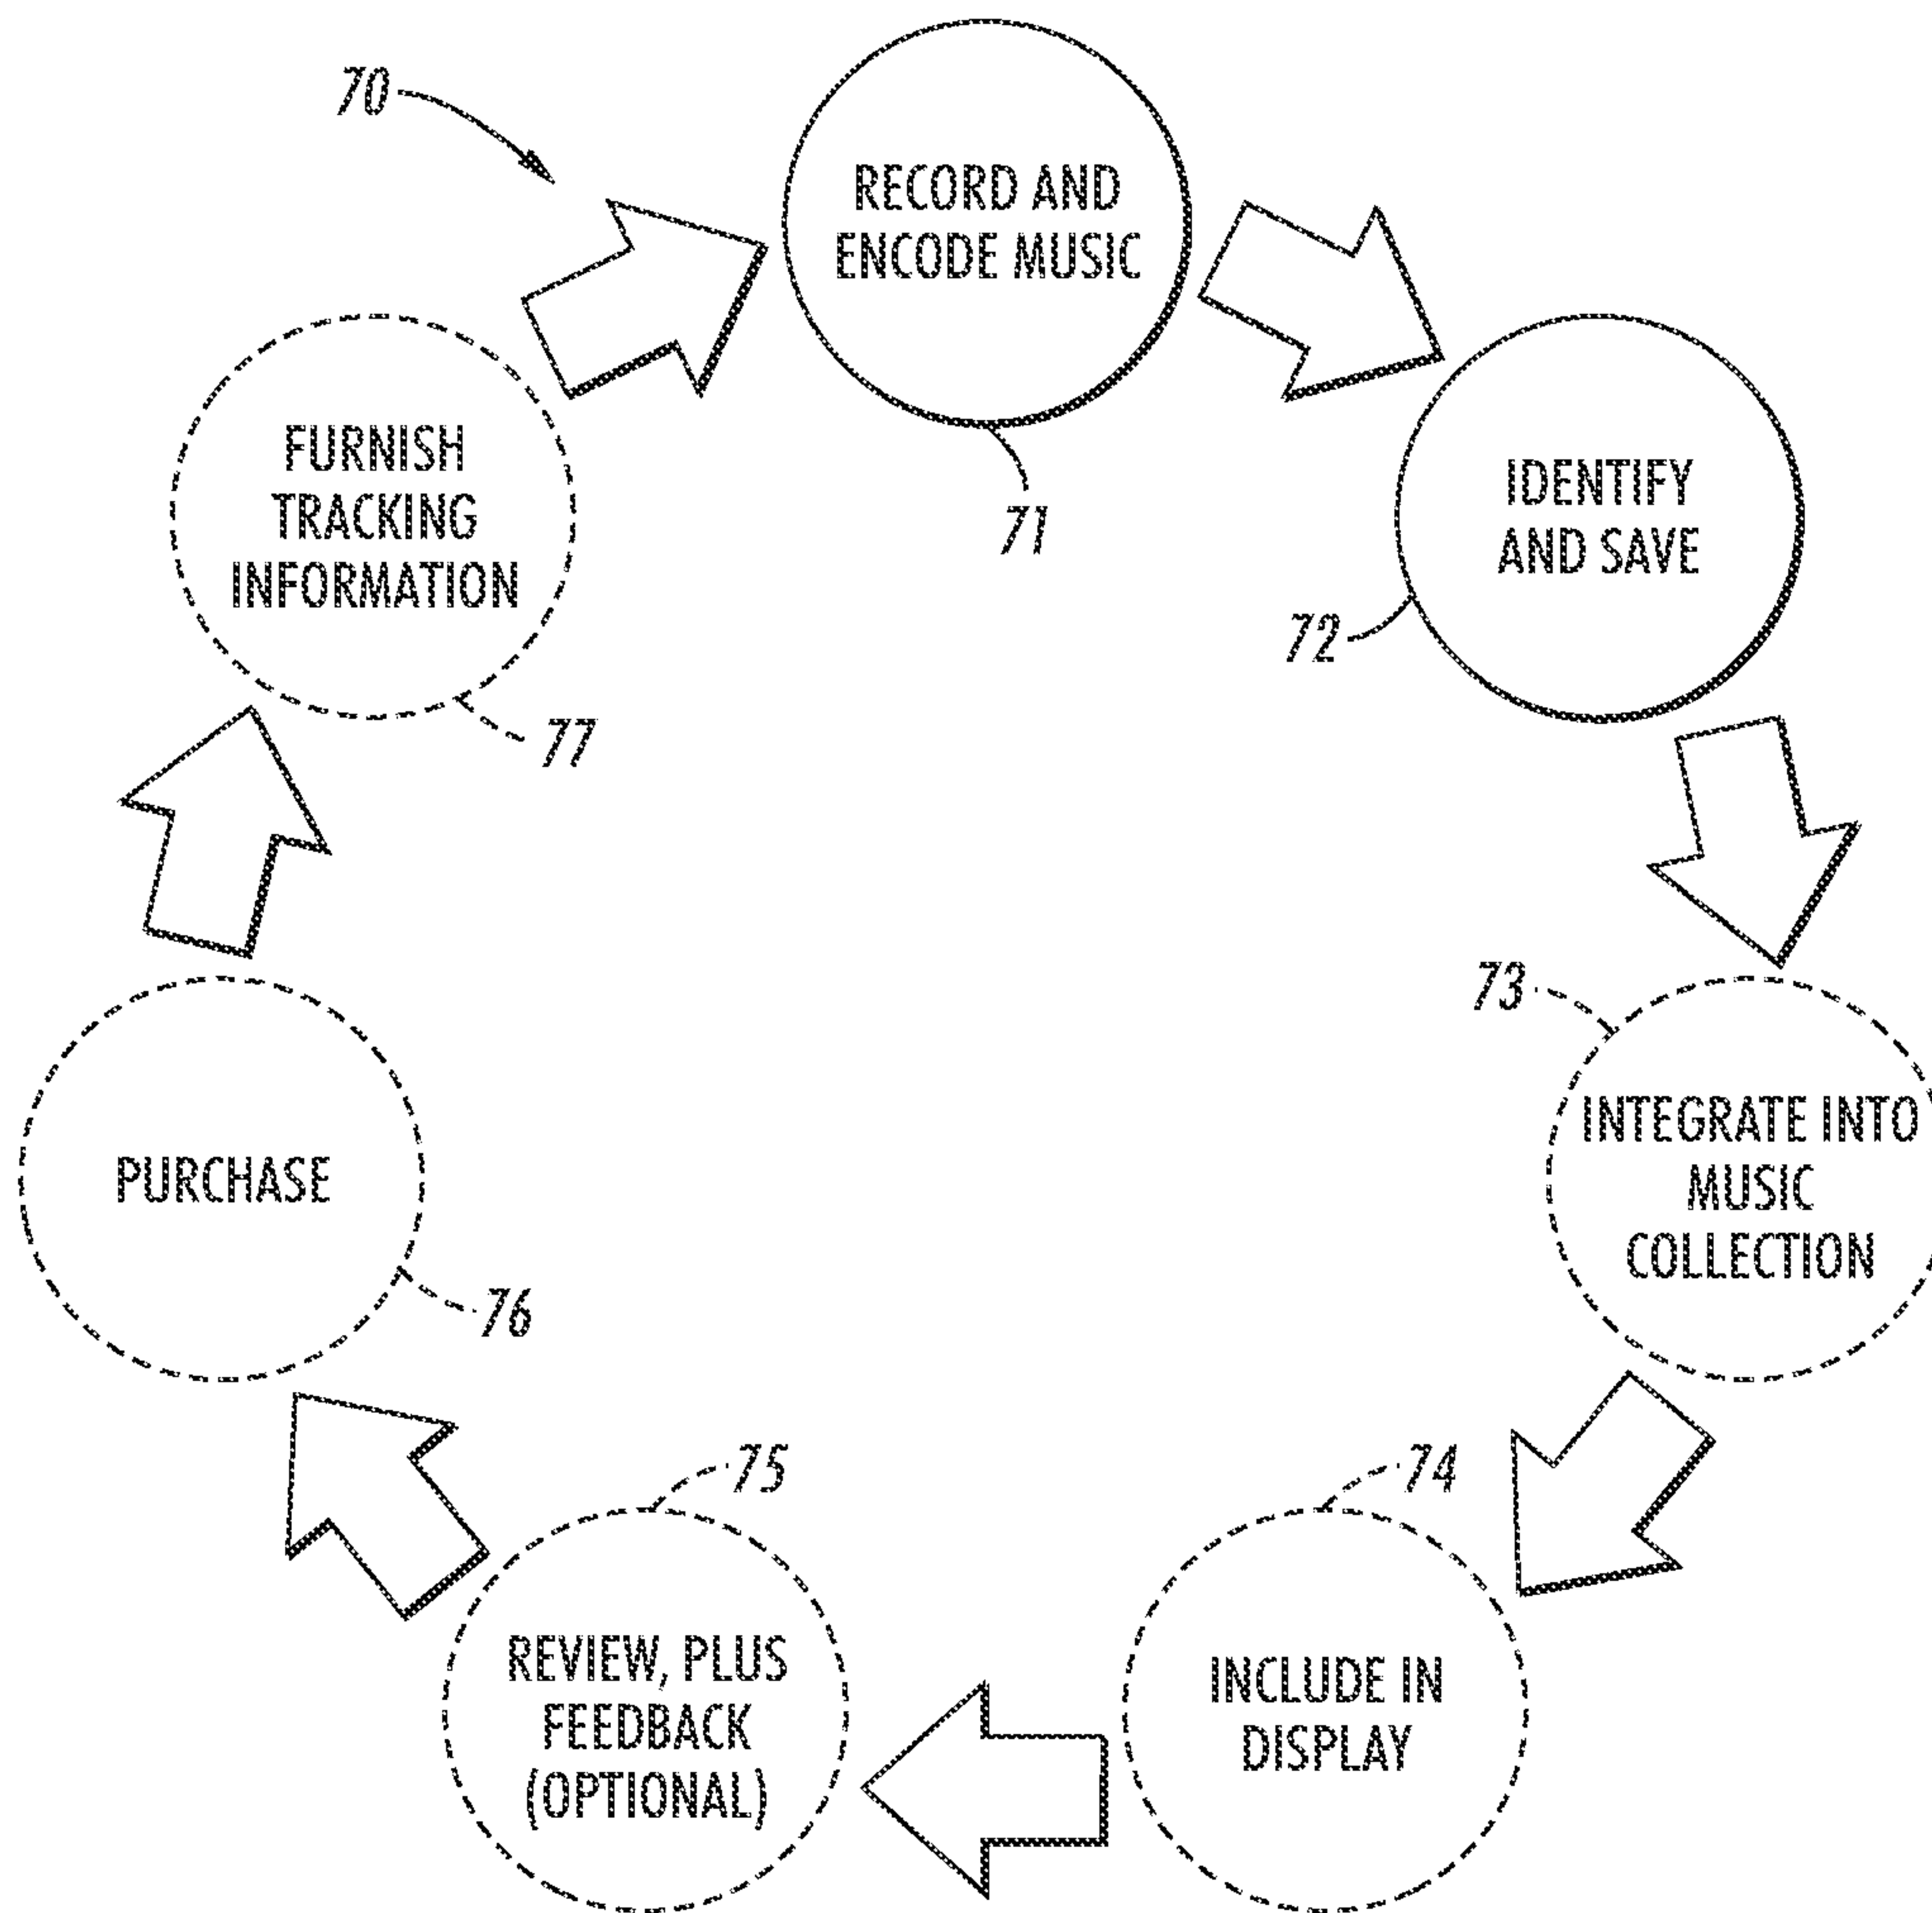 70
RECORD AND
ENCODE MUSIC
71
IDENTIFY
AND SAVE
72
73
INTEGRATE INTO
MUSIC
COLLECTION
74
INCLUDE IN
DISPLAY
75
REVIEW, PLUS
FEEDBACK
(OPTIONAL)
PURCHASE
76
FURNISH
TRACKING
INFORMATION
77